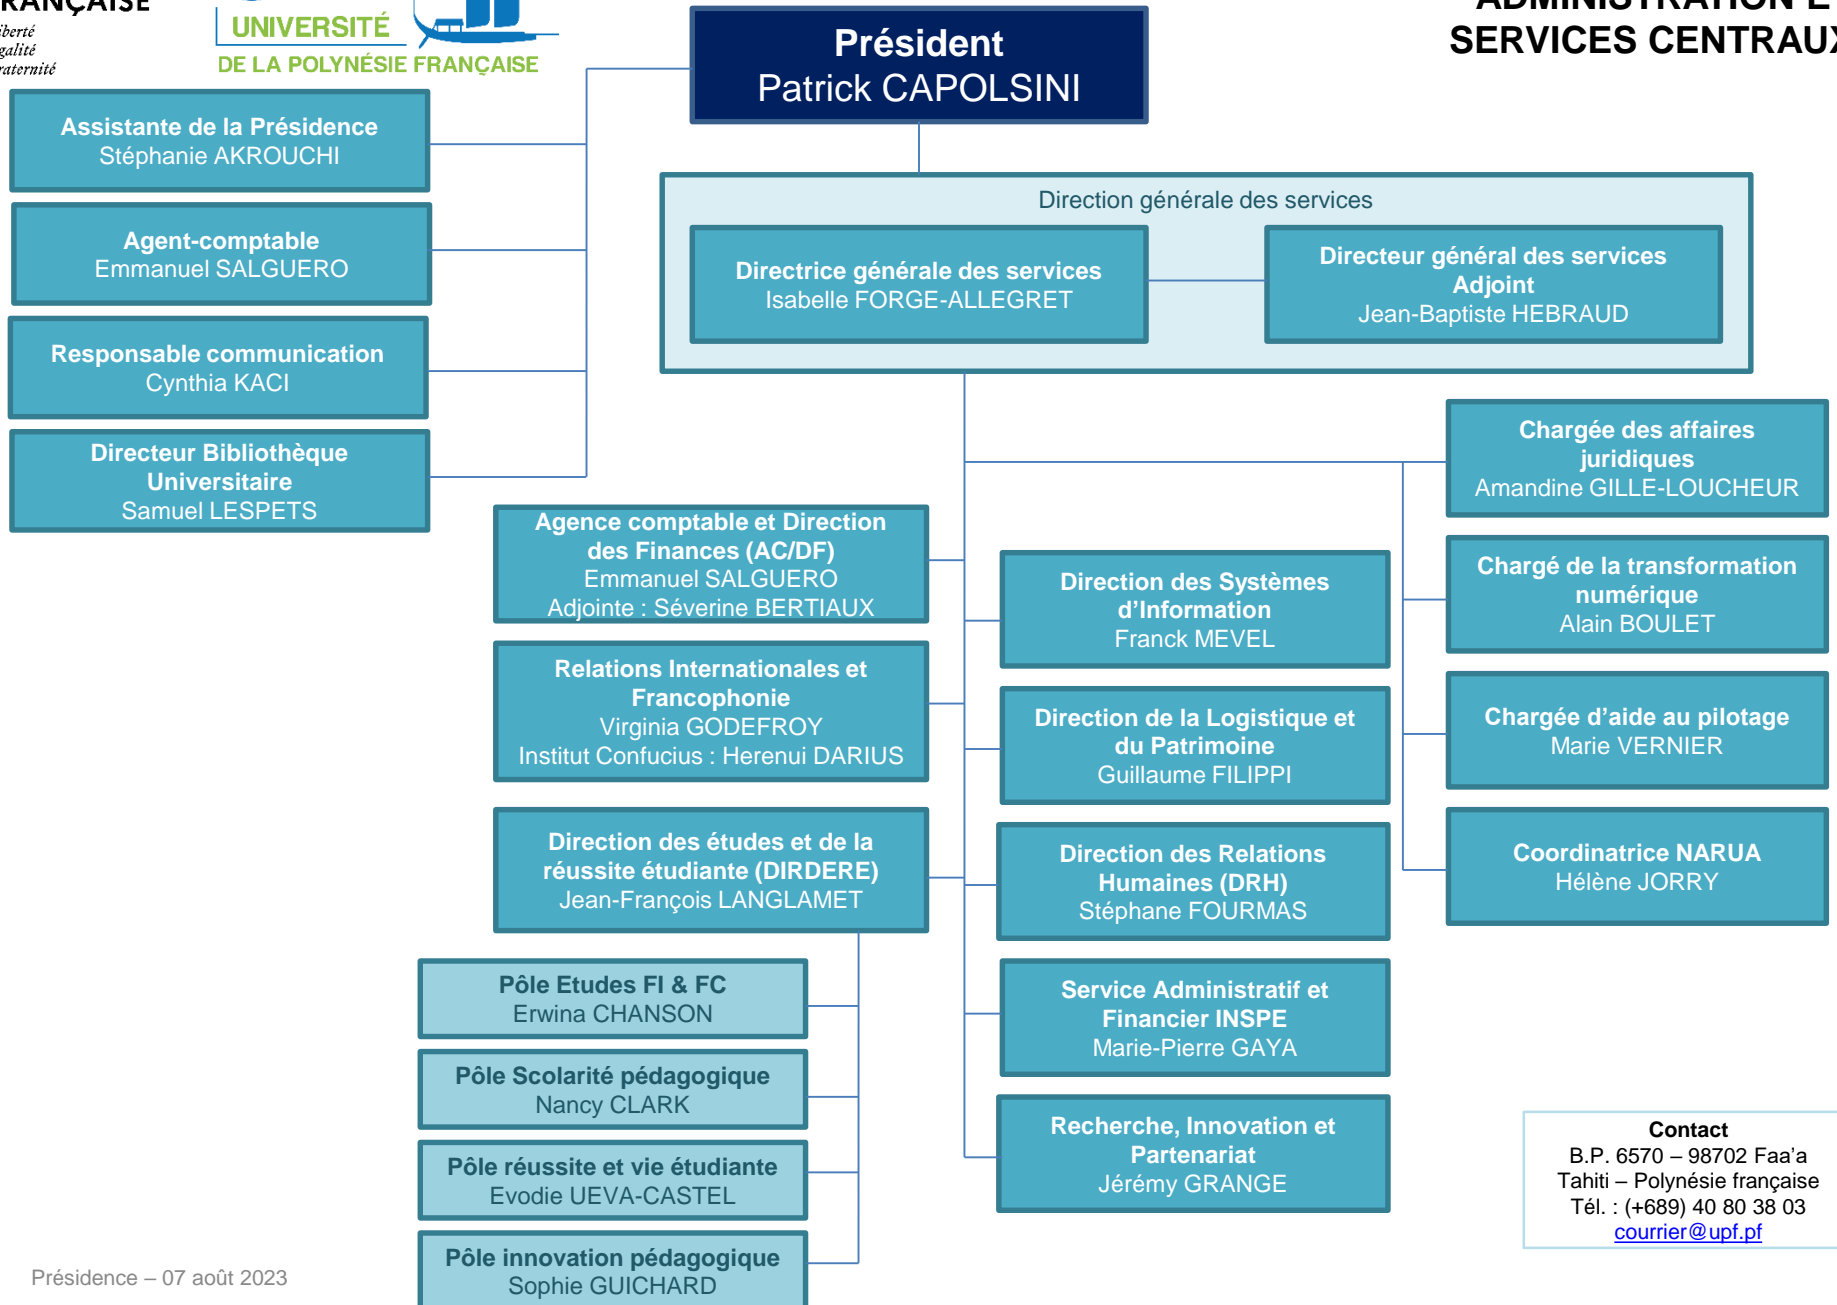 UNIVERSITÉ
DE LA POLYNÉSIE FRANÇAISE
SERVICES CENTRAUX
Président
Patrick CAPOLSINI
Assistante de la Présidence
Stéphanie AKROUCHI
Agent-comptable
Emmanuel SALGUERO
Responsable communication
Cynthia KACI
Directeur Bibliothèque
Universitaire
Samuel LESPETS
Direction générale des services
Directrice générale des services
Isabelle FORGE-ALLEGRET
Directeur général des services
Adjoint
Jean-Baptiste HEBRAUD
Agence comptable et Direction
des Finances (AC/DF)
Emmanuel SALGUERO
Adjointe : Séverine BERTIAUX
Relations Internationales et
Francophonie
Virginia GODEFROY
Institut Confucius : Herenui DARIUS
Direction des études et de la
réussite étudiante (DIRDERE)
Jean-François LANGLAMET
Pôle Etudes FI & FC
Erwina CHANSON
Pôle Scolarité pédagogique
Nancy CLARK
Pôle réussite et vie étudiante
Evodie UEVA-CASTEL
Pôle innovation pédagogique
Sophie GUICHARD
Direction des Systèmes
d’Information
Franck MEVEL
Direction de la Logistique et
du Patrimoine
Guillaume FILIPPI
Direction des Relations
Humaines (DRH)
Stéphane FOURMAS
Service Administratif et
Financier INSPE
Marie-Pierre GAYA
Recherche, Innovation et
Partenariat
Jérémy GRANGE
Chargée des affaires
juridiques
Amandine GILLE-LOUCHEUR
Chargé de la transformation
numérique
Alain BOULET
Chargée d’aide au pilotage
Marie VERNIER
Coordinatrice NARUA
Hélène JORRY
Contact
B.P. 6570 – 98702 Faa’a
Tahiti – Polynésie française
Tél. : (+689) 40 80 38 03
courrier@upf.pf
Présidence – 07 août 2023